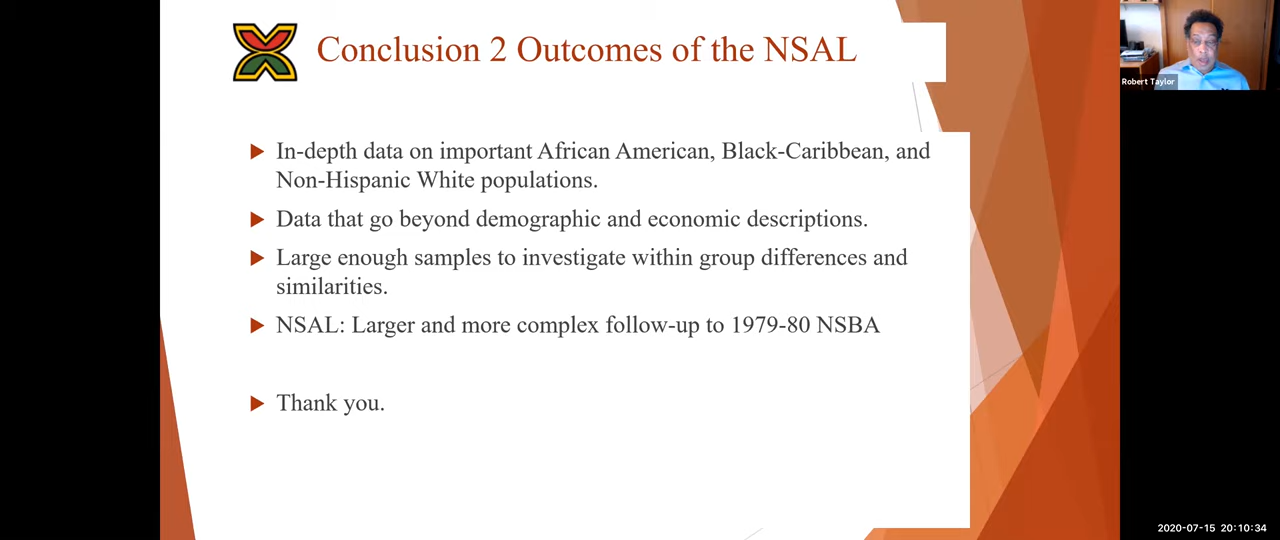 Conclusion 2 Outcomes of the NSAL
In-depth data on important African American, Black-Caribbean, and
Non-Hispanic White populations.
Data that go beyond demographic and economic descriptions.
Large enough samples to investigate within group differences and
similarities.
NSAL: Larger and more complex follow-up to 1979-80 NSBA
Thank you.
Robert Taylor
2020-07-15 20:10:34